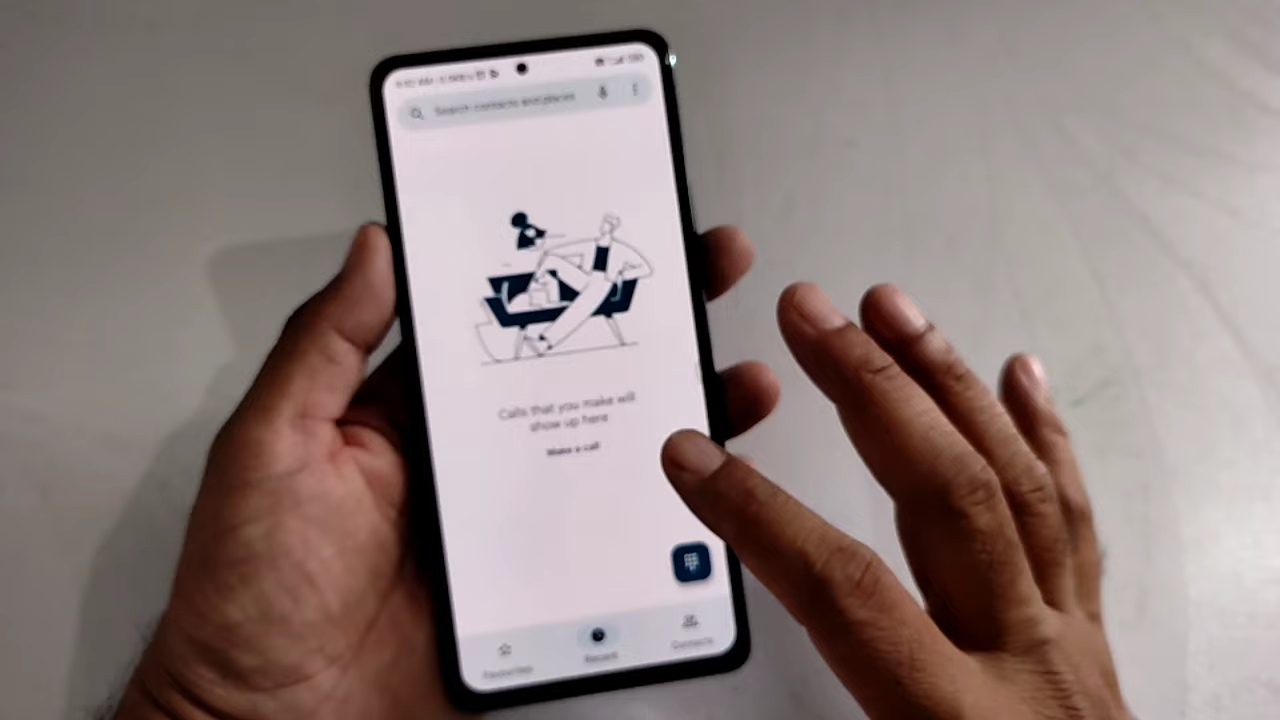 Search contacts and places
Calls that you make will
show up here
Make a call
Favorites
Recent
Contacts